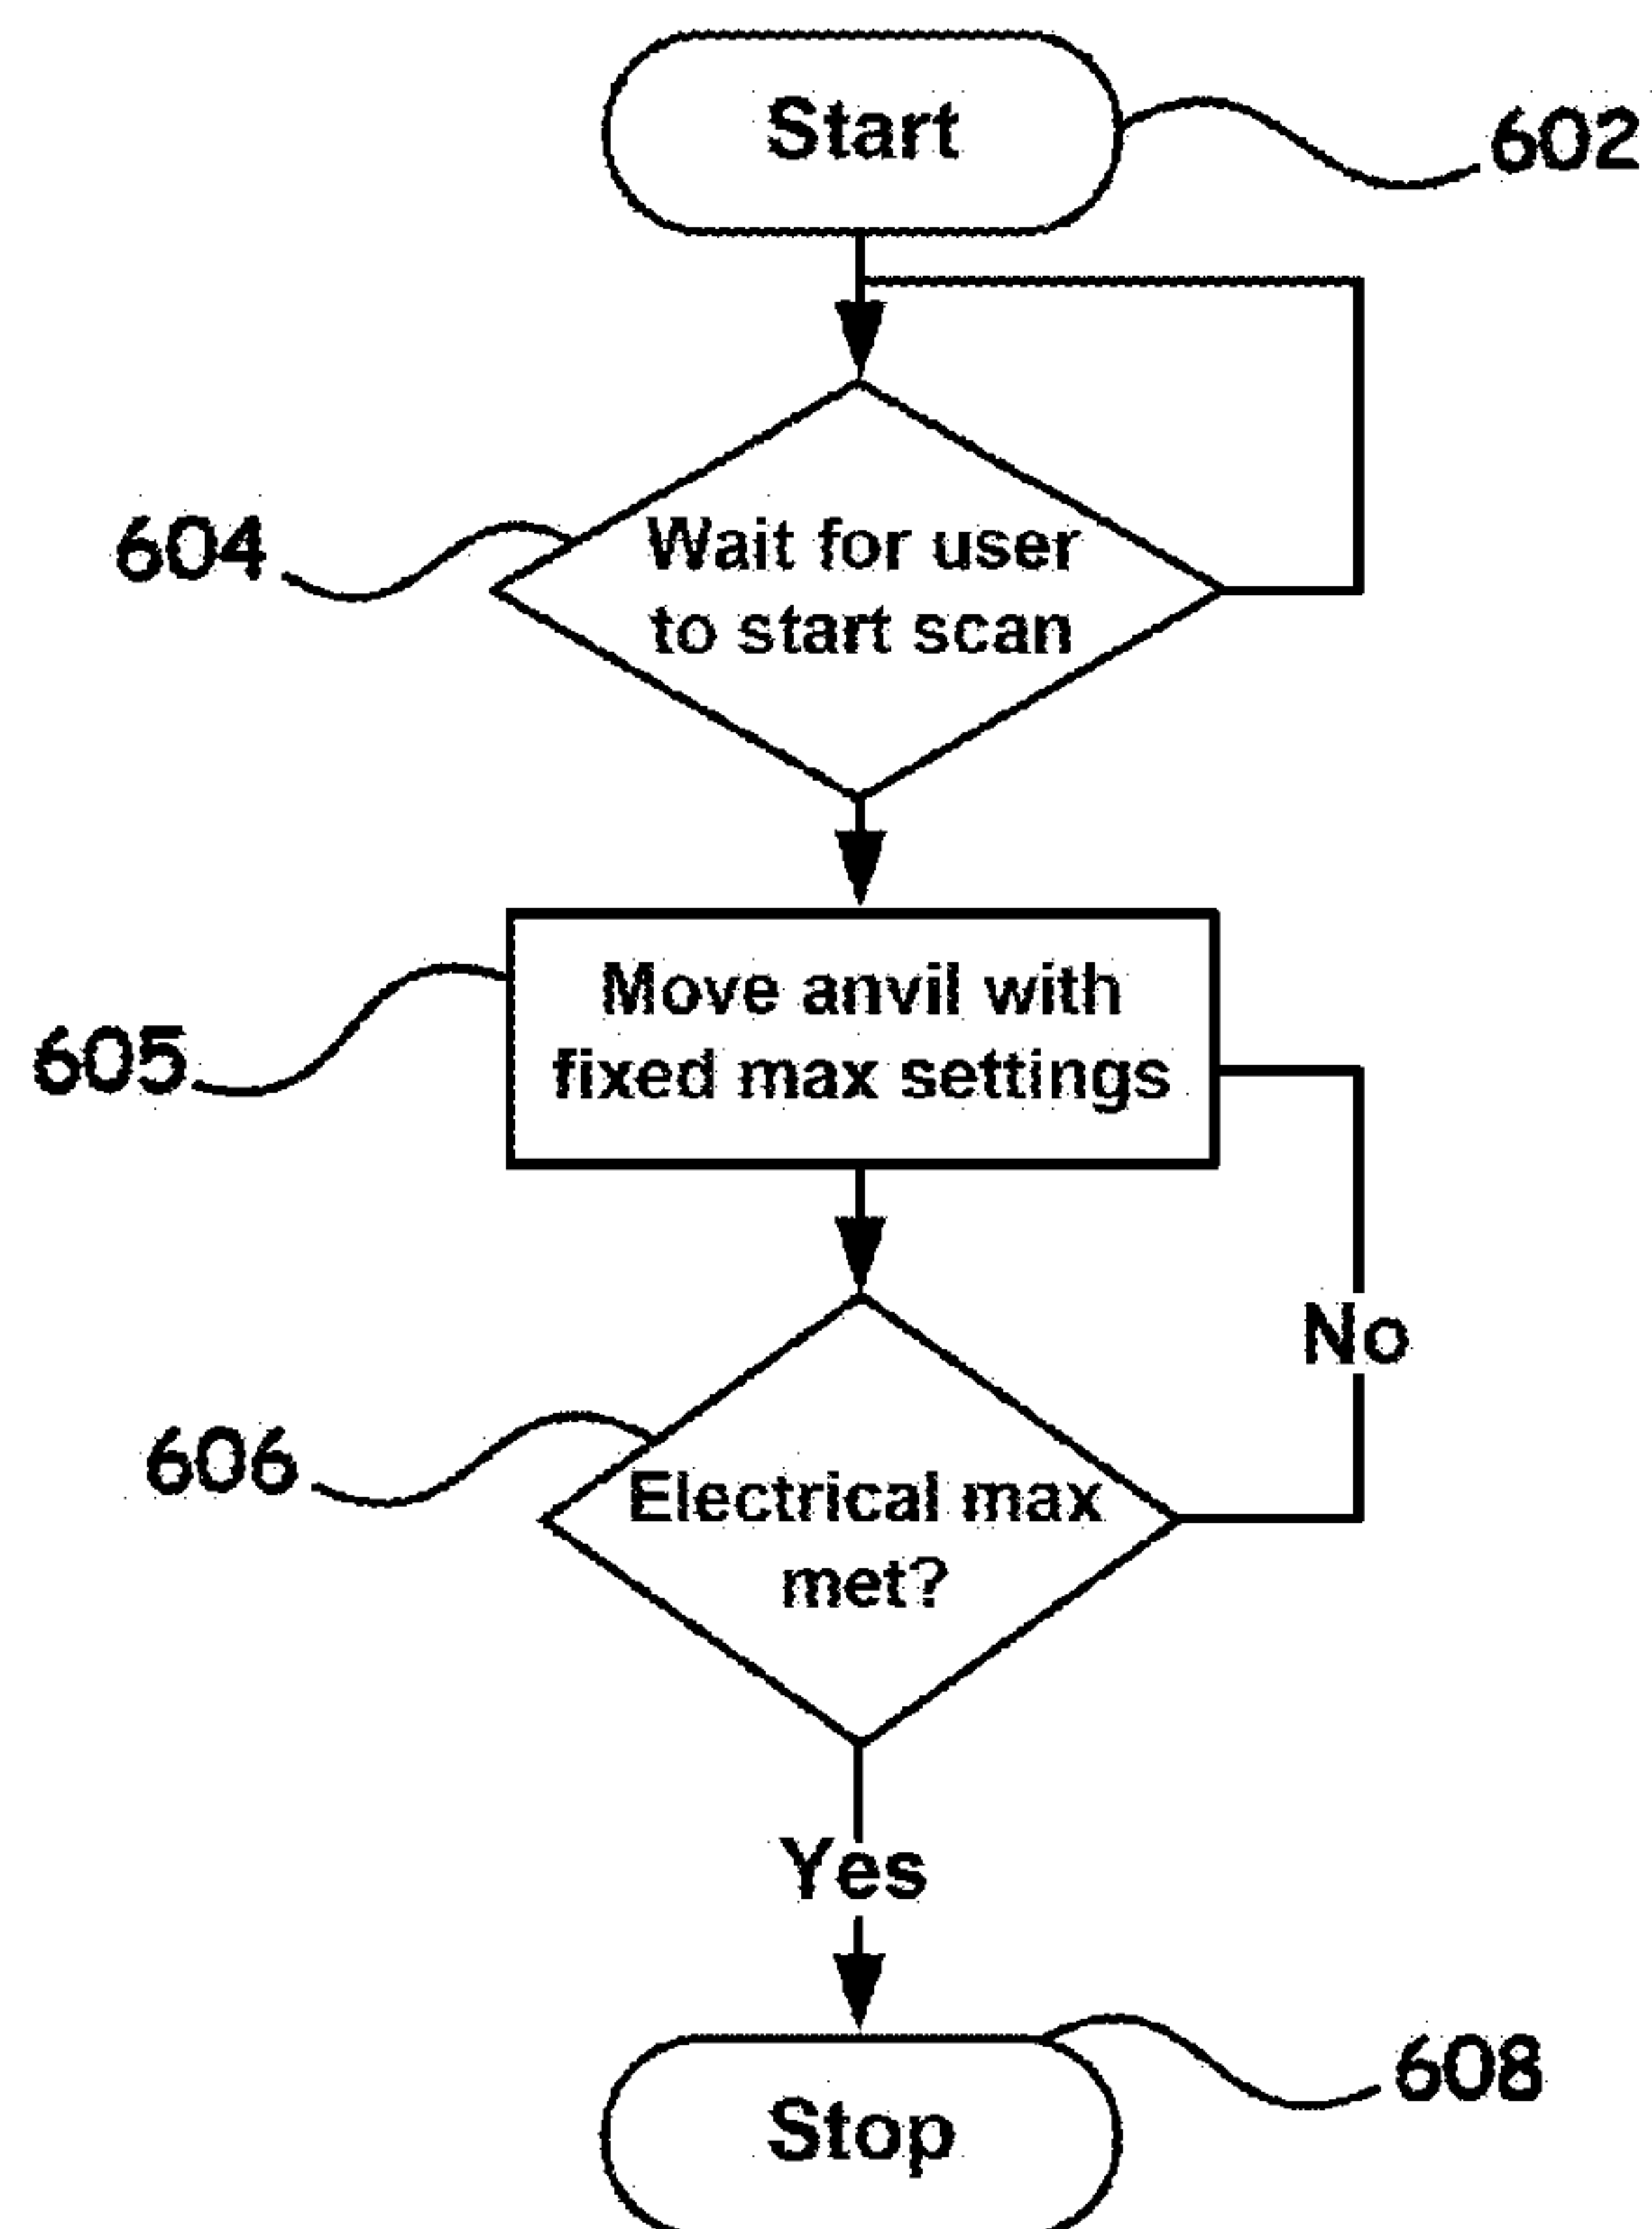 Start
602
604
Wait for user
to start scan
605
Move anvil with
fixed max settings
No
606
Electrical max
met?
Yes
608
Stop